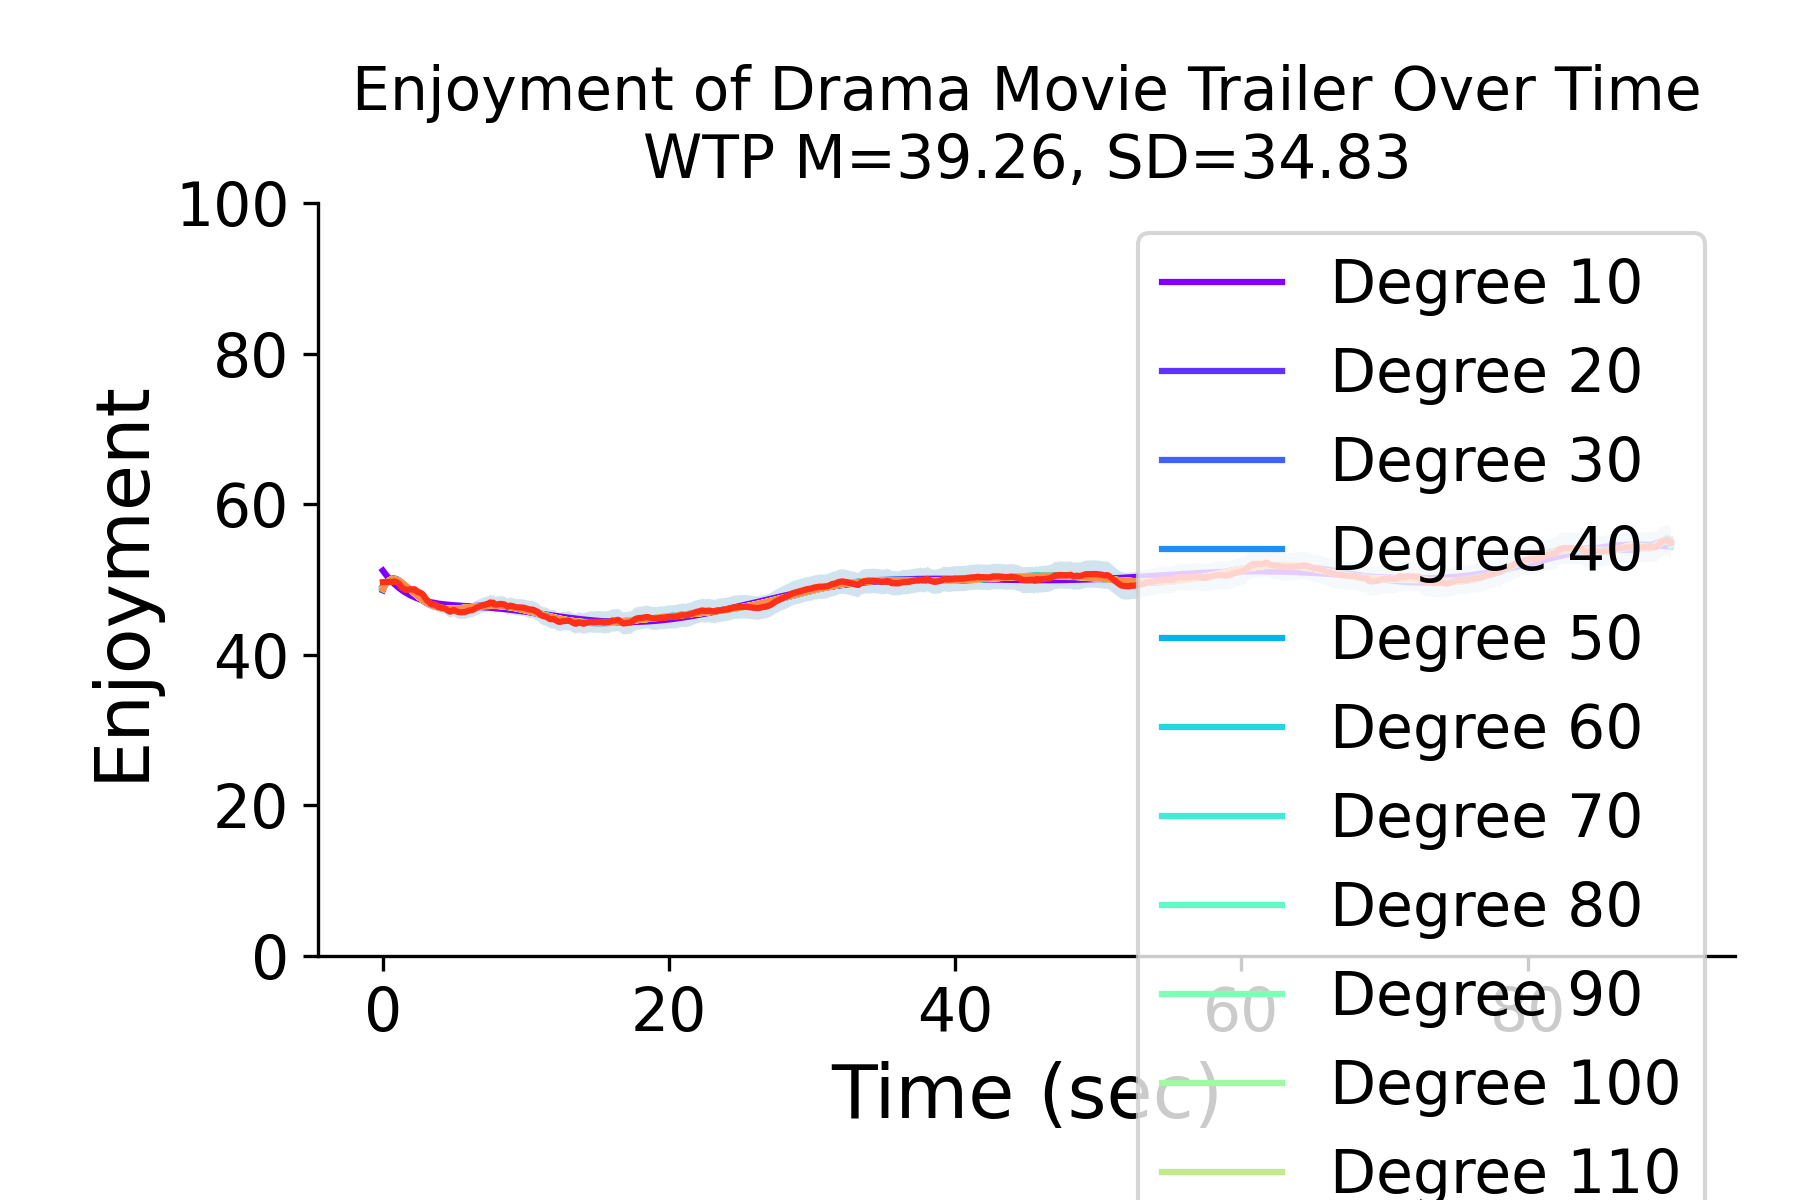 Enjoyment of Drama Movie Trailer Over Time
WTP M=39.26, SD=34.83
Enjoyment
100
80
60
40
20
0
0
20
40
60
80
Time (sec)
Degree 10
Degree 20
Degree 30
Degree 40
Degree 50
Degree 60
Degree 70
Degree 80
Degree 90
Degree 100
Degree 110